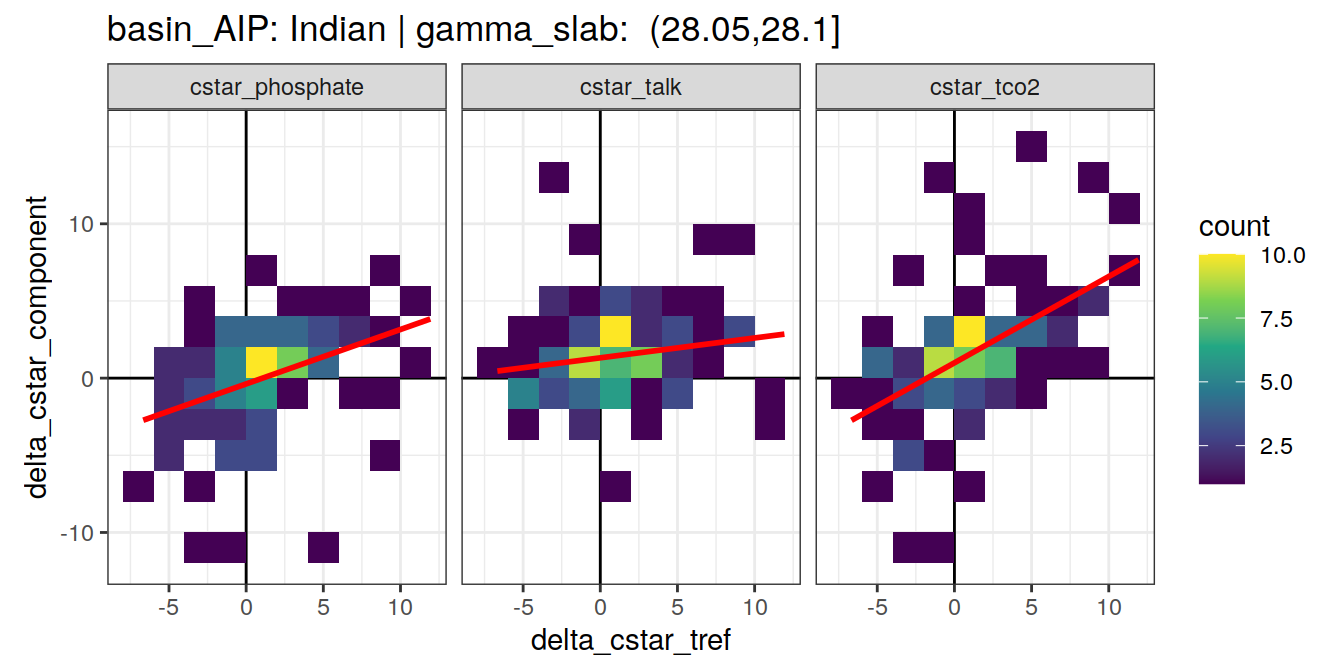 basin_AIP: Indian | gamma_slab:  (28.05,28.1]
cstar_phosphate
cstar_talk
cstar_tco2
delta_cstar_component
10
0
-10
-5
0
5
10
-5
0
5
10
-5
0
5
10
delta_cstar_tref
count
10.0
7.5
5.0
2.5